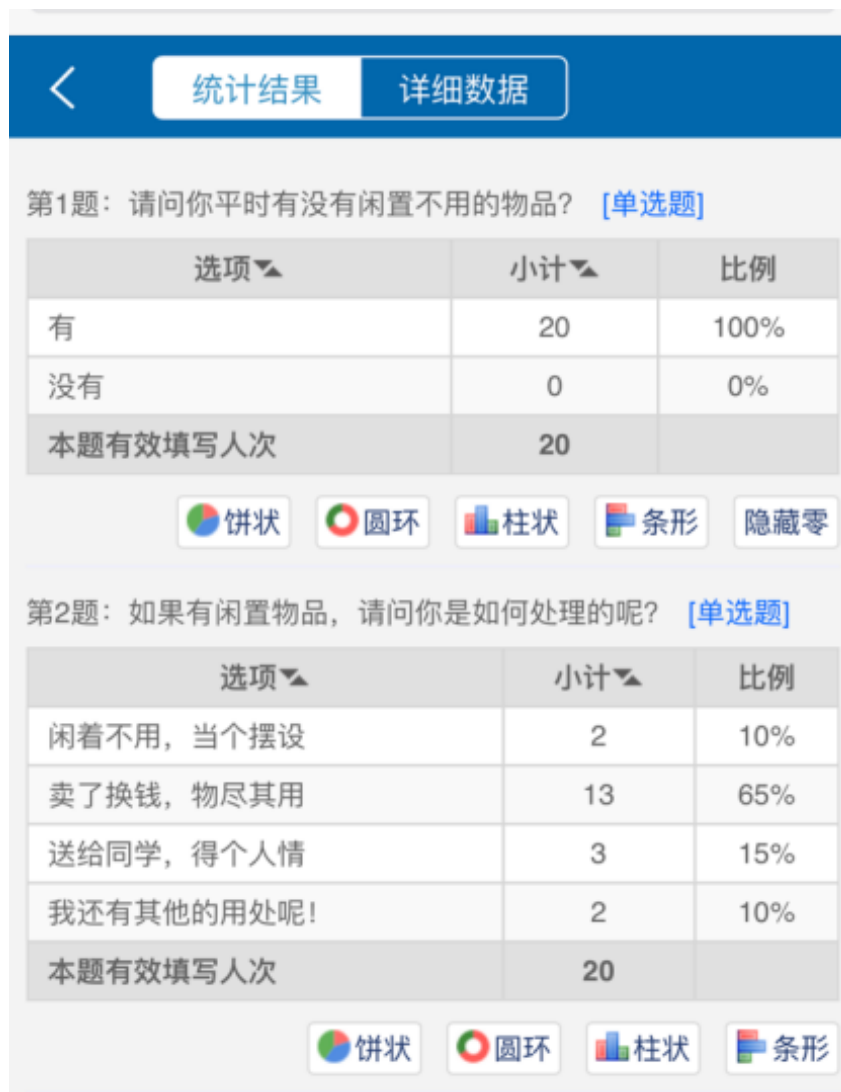 统计结果 详细数据
第1题：请问你平时有没有闲置不用的物品？ [单选题]
选项 小计 比例
有 20 100%
没有 0 0%
本题有效填写人次 20
饼状 圆环 柱状 条形 隐藏零
第2题：如果有闲置物品，请问你是如何处理的呢？ [单选题]
选项 小计 比例
闲着不用，当个摆设 2 10%
卖了换钱，物尽其用 13 65%
送给同学，得个人情 3 15%
我还有其他的用处呢！ 2 10%
本题有效填写人次 20
饼状 圆环 柱状 条形